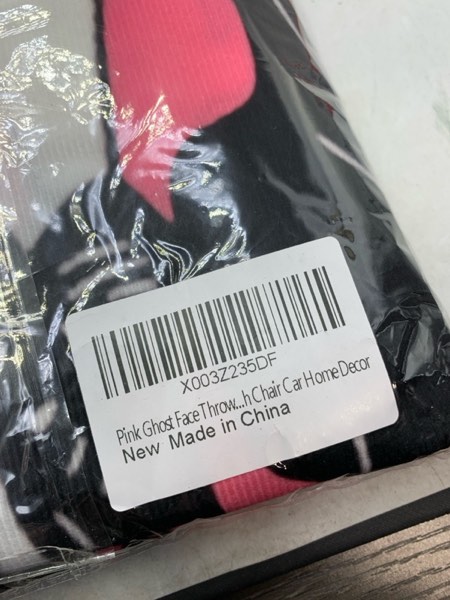 X003Z235DF
Pink Ghost Face Throw...h Chair Car Home Decor
New Made in China